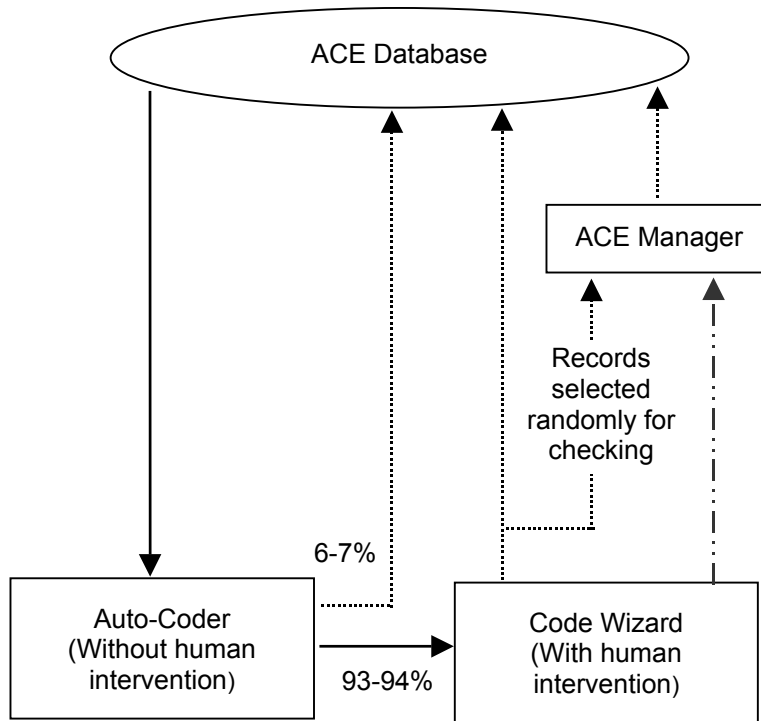 ACE Database
ACE Manager
Records
selected
randomly for
checking
6-7%
Auto-Coder
(Without human
intervention)
93-94%
Code Wizard
(With human
intervention)